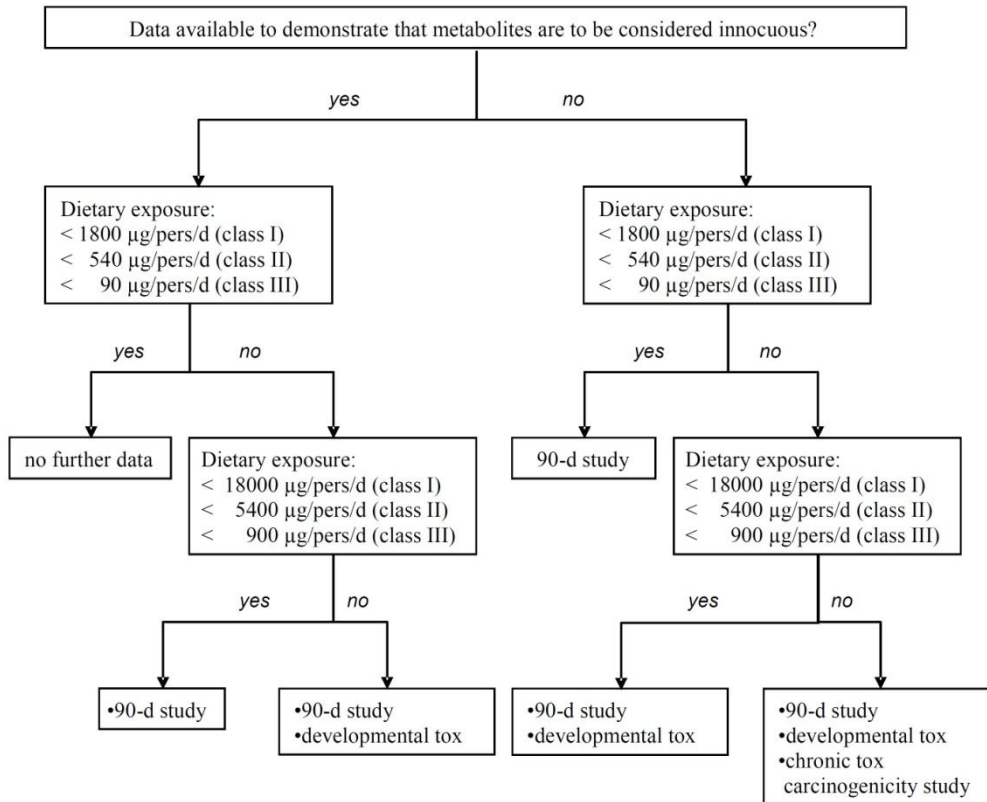 Data available to demonstrate that metabolites are to be considered innocuous?
yes
no
Dietary exposure:
< 1800 µg/pers/d (class I)
< 540 µg/pers/d (class II)
< 90 µg/pers/d (class III)
Dietary exposure:
< 1800 µg/pers/d (class I)
< 540 µg/pers/d (class II)
< 90 µg/pers/d (class III)
yes
no
yes
no
no further data
Dietary exposure:
< 18000 µg/pers/d (class I)
< 5400 µg/pers/d (class II)
< 900 µg/pers/d (class III)
90-d study
Dietary exposure:
< 18000 µg/pers/d (class I)
< 5400 µg/pers/d (class II)
< 900 µg/pers/d (class III)
yes
no
yes
no
•90-d study
•90-d study
•developmental tox
•90-d study
•developmental tox
•90-d study
•developmental tox
•chronic tox
carcinogenicity study